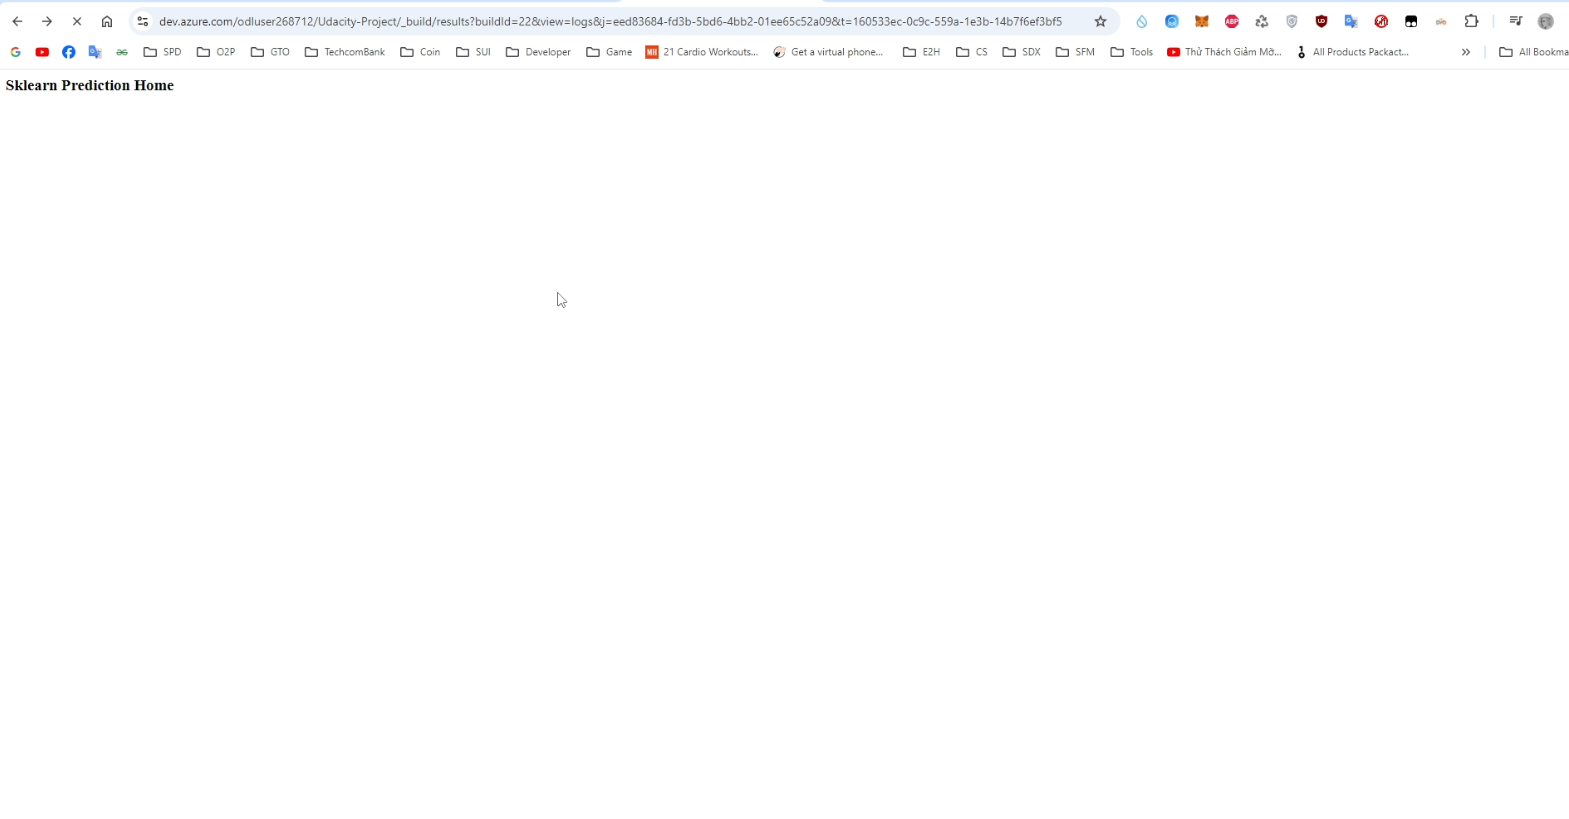 dev.azure.com/odluser268712/Udacity-Project/_build/results?buildId=22&view=logs&j=eed83684-fd3b-5bd6-4bb2-01ee65c52a09&t=160533ec-0c9c-559a-1e3b-14b7f6ef3bf5
SPD O2P GTO TechcomBank Coin SUI Developer Game MH 21 Cardio Workouts... Get a virtual phone... E2H CS SDX SFM Tools Thử Thách Giảm Mỡ... All Products Packact... » All Bookma
Sklearn Prediction Home